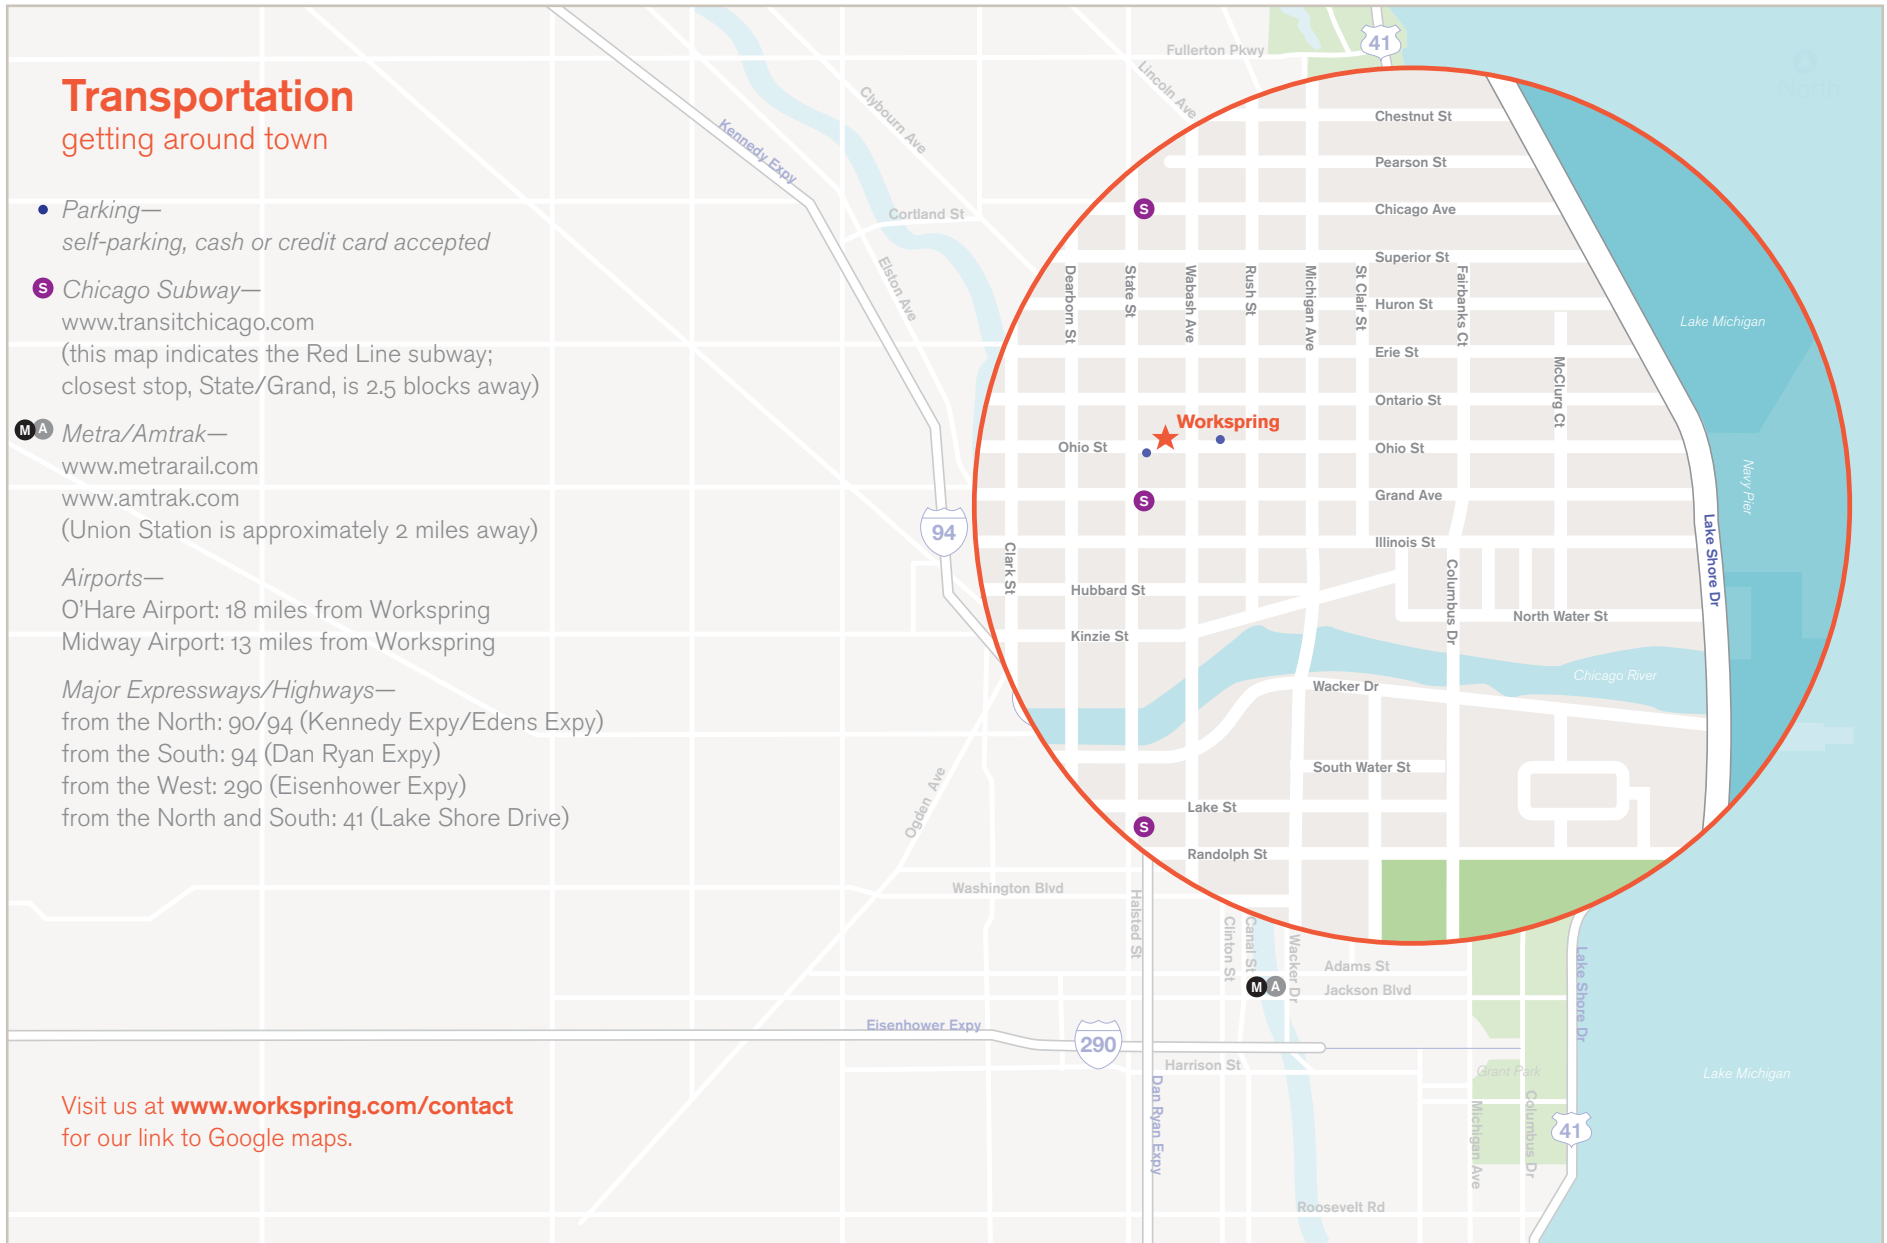 Transportation
getting around town
Parking—
self-parking, cash or credit card accepted
S Chicago Subway—
www.transitchicago.com
(this map indicates the Red Line subway;
closest stop, State/Grand, is 2.5 blocks away)
M A Metra/Amtrak—
www.metrarail.com
www.amtrak.com
(Union Station is approximately 2 miles away)
Airports—
O'Hare Airport: 18 miles from Workspring
Midway Airport: 13 miles from Workspring
Major Expressways/Highways—
from the North: 90/94 (Kennedy Expy/Edens Expy)
from the South: 94 (Dan Ryan Expy)
from the West: 290 (Eisenhower Expy)
from the North and South: 41 (Lake Shore Drive)
Visit us at www.workspring.com/contact
for our link to Google maps.
Fullerton Pkwy
41
North
Lincoln Ave
Clybourn Ave
Kennedy Expy
Cortland St
Elston Ave
94
Ogden Ave
Washington Blvd
Halsted St
Clinton St
Canal St
Wacker Dr
Adams St
Jackson Blvd
M A
Eisenhower Expy
290
Harrison St
Dan Ryan Expy
Grant Park
Michigan Ave
Columbus Dr
Lake Shore Dr
41
Lake Michigan
Roosevelt Rd
Chestnut St
Pearson St
S
Chicago Ave
Superior St
Dearborn St
State St
Wabash Ave
Rush St
Michigan Ave
St Clair St
Fairbanks Ct
Huron St
Lake Michigan
Erie St
McClurg Ct
Ontario St
Workspring
Ohio St
Ohio St
Navy Pier
S
Grand Ave
Illinois St
Clark St
Lake Shore Dr
Columbus Dr
Hubbard St
North Water St
Kinzie St
Chicago River
Wacker Dr
South Water St
Lake St
S
Randolph St